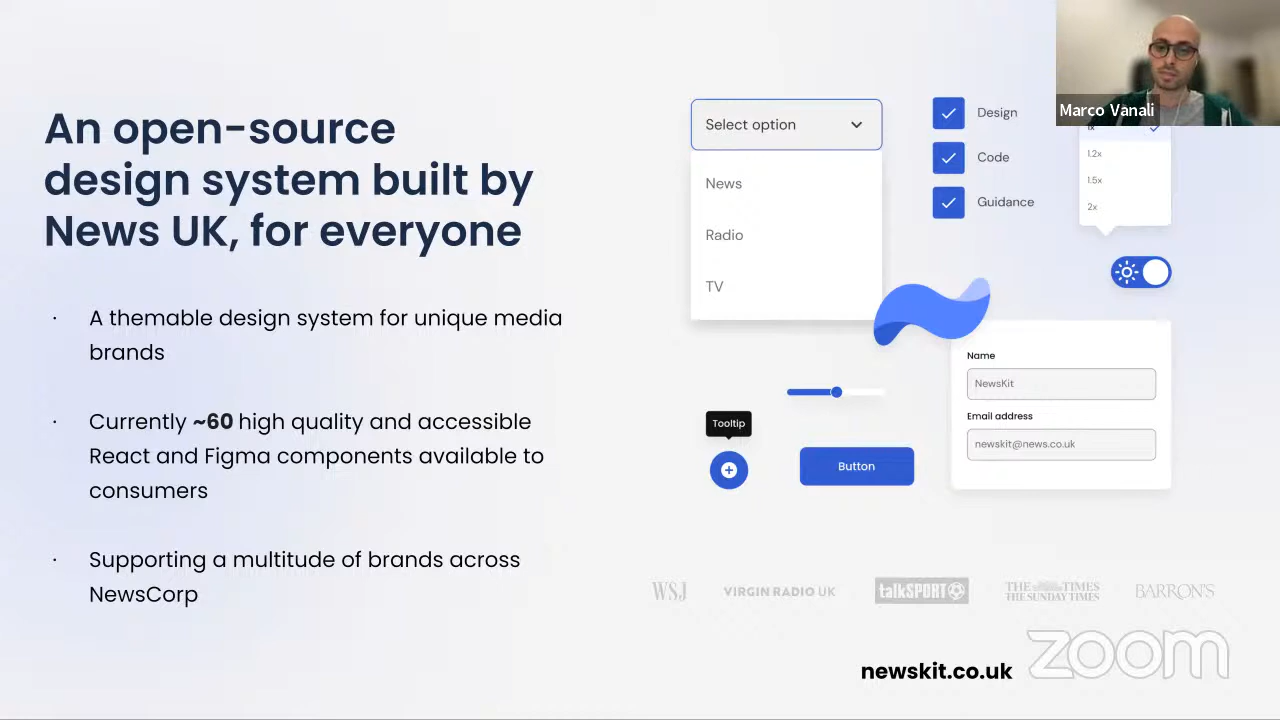 An open-source
design system built by
News UK, for everyone
· A themable design system for unique media
brands
· Currently ~60 high quality and accessible
React and Figma components available to
consumers
· Supporting a multitude of brands across
NewsCorp
Select option
News
Radio
TV
Design
Code
Guidance
Marco Vanali
1x
1.2x
1.5x
2x
Name
NewsKit
Email address
newskit@news.co.uk
Tooltip
Button
WSJ
VIRGIN RADIO UK
talkSPORT
THE TIMES
THE SUNDAY TIMES
BARRON'S
newskit.co.uk
zoom